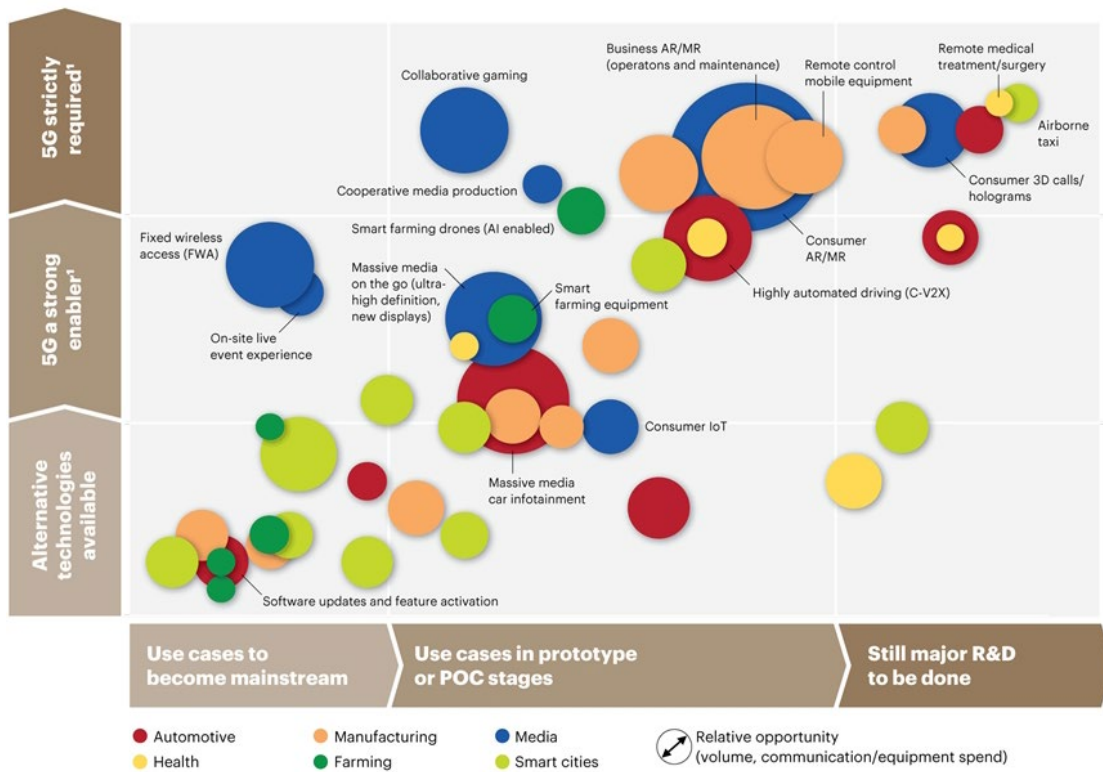 5G strictly
required¹
5G a strong
enabler¹
Alternative
technologies
available
Collaborative gaming
Business AR/MR
(operatons and maintenance)
Remote control
mobile equipment
Remote medical
treatment/surgery
Airborne
taxi
Cooperative media production
Consumer 3D calls/
holograms
Smart farming drones (AI enabled)
Fixed wireless
access (FWA)
Consumer
AR/MR
Massive media
on the go (ultra-
high definition,
new displays)
Smart
farming equipment
Highly automated driving (C-V2X)
On-site live
event experience
Consumer IoT
Massive media
car infotainment
Software updates and feature activation
Use cases to
become mainstream
Use cases in prototype
or POC stages
Still major R&D
to be done
Automotive
Manufacturing
Media
Health
Farming
Smart cities
Relative opportunity
(volume, communication/equipment spend)